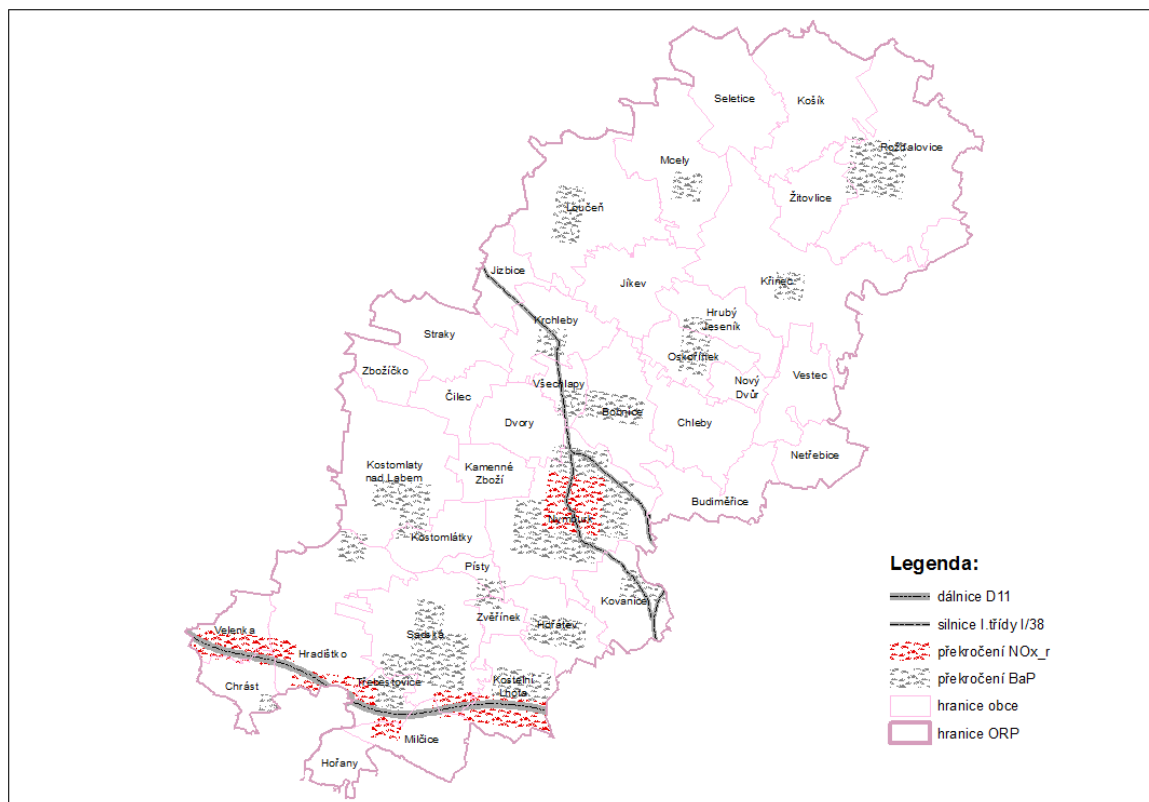 Seletice
Košík
Rožďalovice
Mcely
Žitovlice
Loučeň
Jizbice
Jíkev
Křinec
Hrubý
Jeseník
Krchleby
Straky
Oskořínek
Vestec
Zbožíčko
Všechlapy
Nový
Dvůr
Čilec
Bobnice
Dvory
Chleby
Netřebice
Kostomlaty
nad Labem
Kamenné
Zboží
Budiměřice
Nymburk
Kostomlátky
Písty
Kovanice
Zvěřínek
Hořátev
Velenka
Sadská
Hradištko
Chrást
Třebestovice
Kostelní
Lhota
Milčice
Hořany
Legenda:
dálnice D11
silnice I.třídy I/38
překročení NOx_r
překročení BaP
hranice obce
hranice ORP